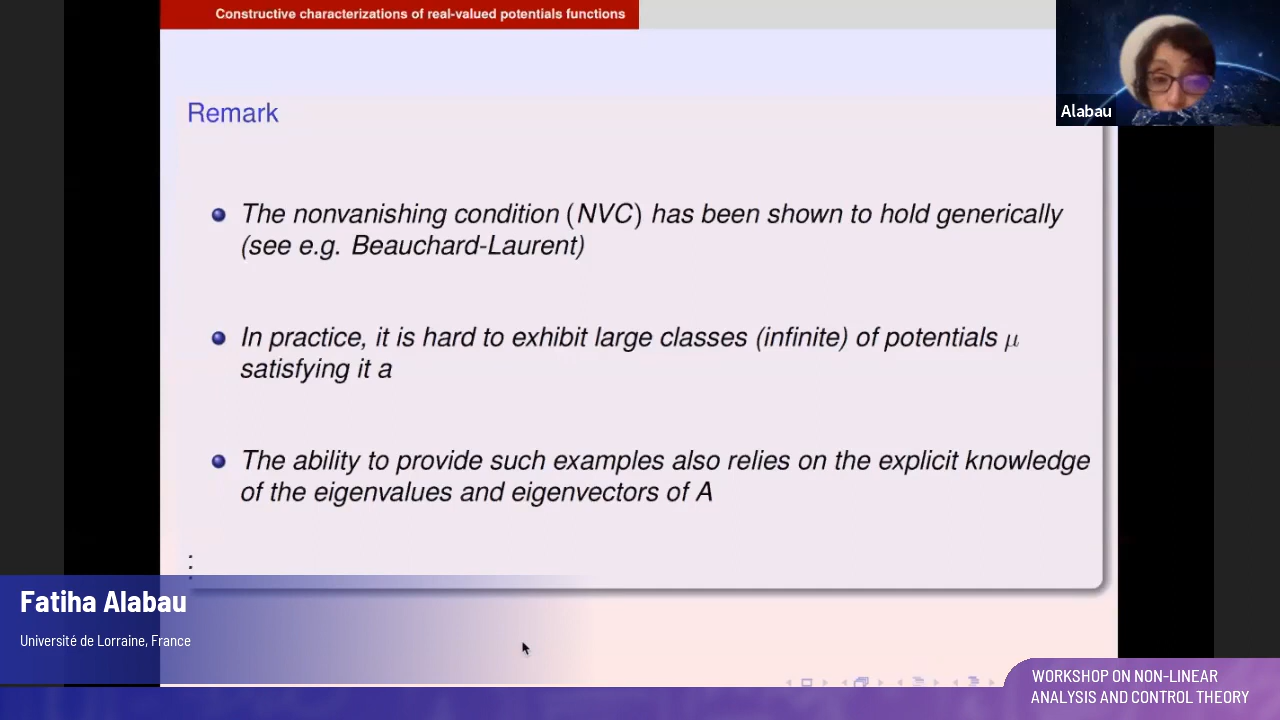 Constructive characterizations of real-valued potentials functions
Alabau
Remark
The nonvanishing condition (NVC) has been shown to hold generically
(see e.g. Beauchard-Laurent)
In practice, it is hard to exhibit large classes (infinite) of potentials μ
satisfying it a
The ability to provide such examples also relies on the explicit knowledge
of the eigenvalues and eigenvectors of A
Fatiha Alabau
Université de Lorraine, France
WORKSHOP ON NON-LINEAR
ANALYSIS AND CONTROL THEORY